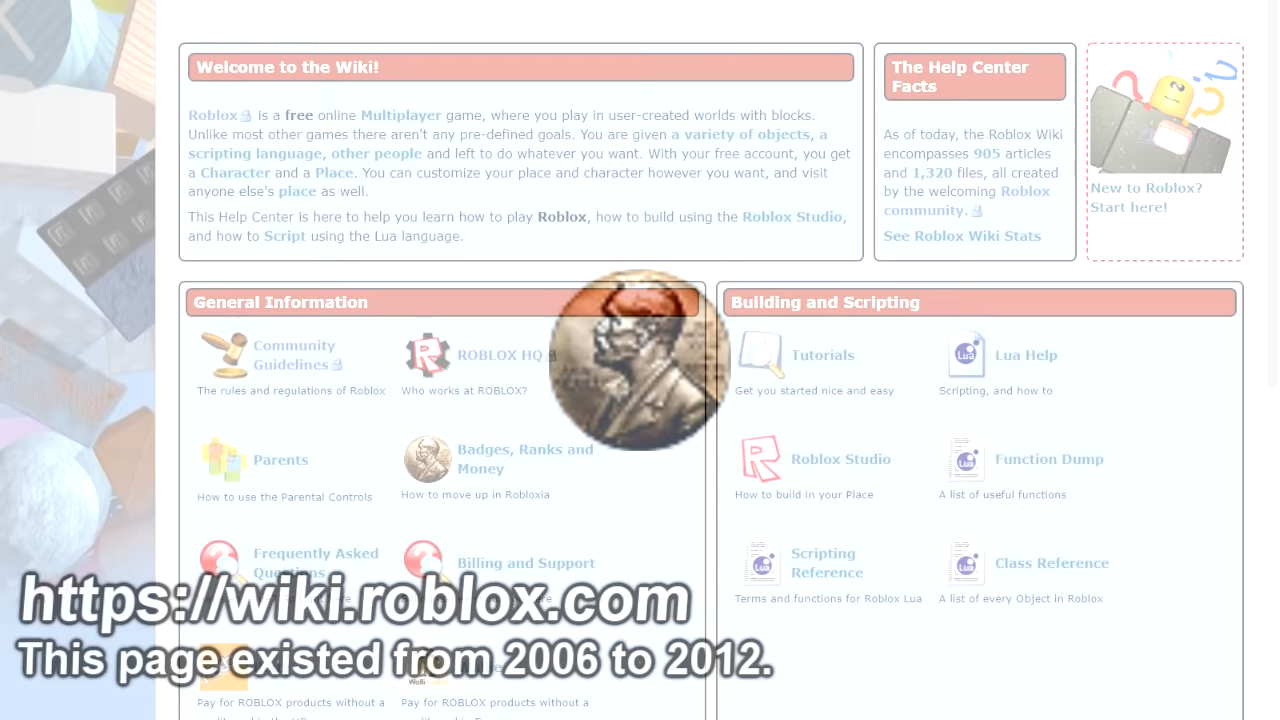 Welcome to the Wiki!
Roblox is a free online Multiplayer game, where you play in user-created worlds with blocks.
Unlike most other games there aren't any pre-defined goals. You are given a variety of objects, a
scripting language, other people and left to do whatever you want. With your free account, you get
a Character and a Place. You can customize your place and character however you want, and visit
anyone else's place as well.
This Help Center is here to help you learn how to play Roblox, how to build using the Roblox Studio,
and how to Script using the Lua language.
The Help Center
Facts
As of today, the Roblox Wiki
encompasses 905 articles
and 1,320 files, all created
by the welcoming Roblox
community.
See Roblox Wiki Stats
New to Roblox?
Start here!
General Information
Community
Guidelines
The rules and regulations of Roblox
ROBLOX HQ
Who works at ROBLOX?
Parents
How to use the Parental Controls
Badges, Ranks and
Money
How to move up in Robloxia
Frequently Asked
Questions
Billing and Support
Pay for ROBLOX products without a
Pay for ROBLOX products without a
Building and Scripting
Tutorials
Get you started nice and easy
Lua
Lua Help
Scripting, and how to
Roblox Studio
How to build in your Place
Lua
Function Dump
A list of useful functions
Lua
Scripting
Reference
Terms and functions for Roblox Lua
Lua
Class Reference
A list of every Object in Roblox
https://wiki.roblox.com
This page existed from 2006 to 2012.